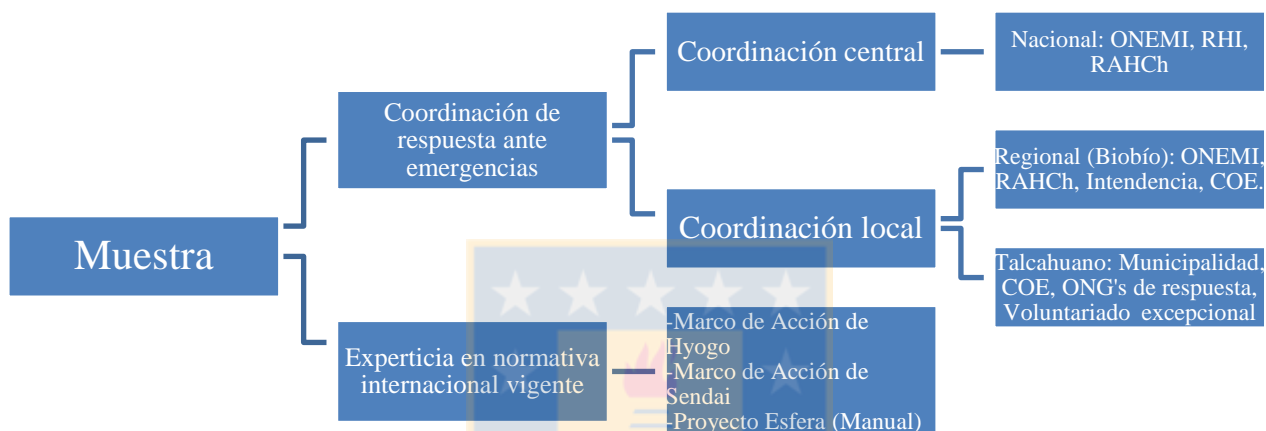 Muestra
Coordinación de
respuesta ante
emergencias
Coordinación central
Nacional: ONEMI, RHI,
RAHCh
Coordinación local
Regional (Biobío): ONEMI,
RAHCh, Intendencia, COE.
Talcahuano: Municipalidad,
COE, ONG's de respuesta,
Voluntariado excepcional
Experticia en normativa
internacional vigente
-Marco de Acción de
Hyogo
-Marco de Acción de
Sendai
-Proyecto Esfera (Manual)